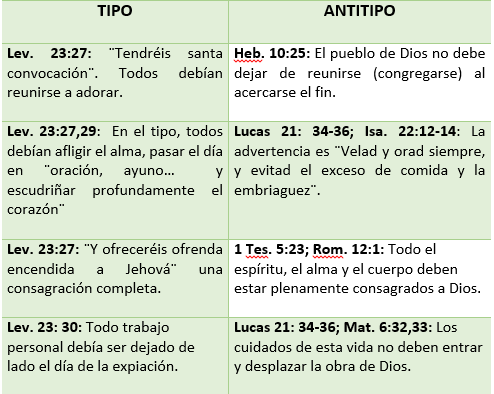 TIPO
ANTITIPO
Lev. 23:27: ¨Tendréis santa
convocación¨. Todos debían
reunirse a adorar.
Heb. 10:25: El pueblo de Dios no debe
dejar de reunirse (congregarse) al
acercarse el fin.
Lev. 23:27,29: En el tipo, todos
debían afligir el alma, pasar el día
en ¨oración, ayuno... y
escudriñar profundamente el
corazón¨
Lucas 21: 34-36; Isa. 22:12-14: La
advertencia es ¨Velad y orad siempre,
y evitad el exceso de comida y la
embriaguez¨.
Lev. 23:27: ¨Y ofreceréis ofrenda
encendida a Jehová¨ una
consagración completa.
1 Tes. 5:23; Rom. 12:1: Todo el
espíritu, el alma y el cuerpo deben
estar plenamente consagrados a Dios.
Lev. 23: 30: Todo trabajo
personal debía ser dejado de
lado el día de la expiación.
Lucas 21: 34-36; Mat. 6:32,33: Los
cuidados de esta vida no deben entrar
y desplazar la obra de Dios.